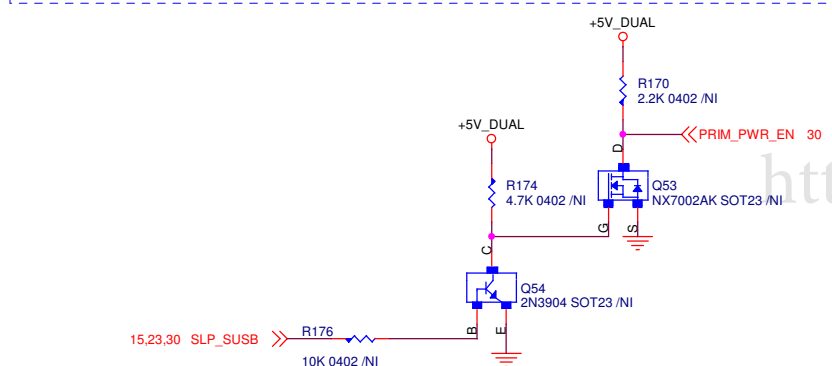 +5V_DUAL
R170
2.2K 0402 /NI
+5V_DUAL
PRIM_PWR_EN 30
D
htt
R174
4.7K 0402 /NI
Q53
NX7002AK SOT23 /NI
G
S
C
Q54
2N3904 SOT23 /NI
B
E
15,23,30 SLP_SUSB
R176
10K 0402 /NI